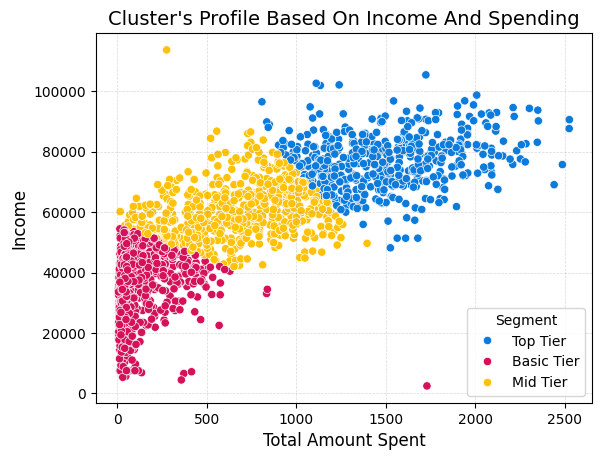 Cluster's Profile Based On Income And Spending
Income
100000
80000
60000
40000
20000
0
0 500 1000 1500 2000 2500
Total Amount Spent
Segment
Top Tier
Basic Tier
Mid Tier